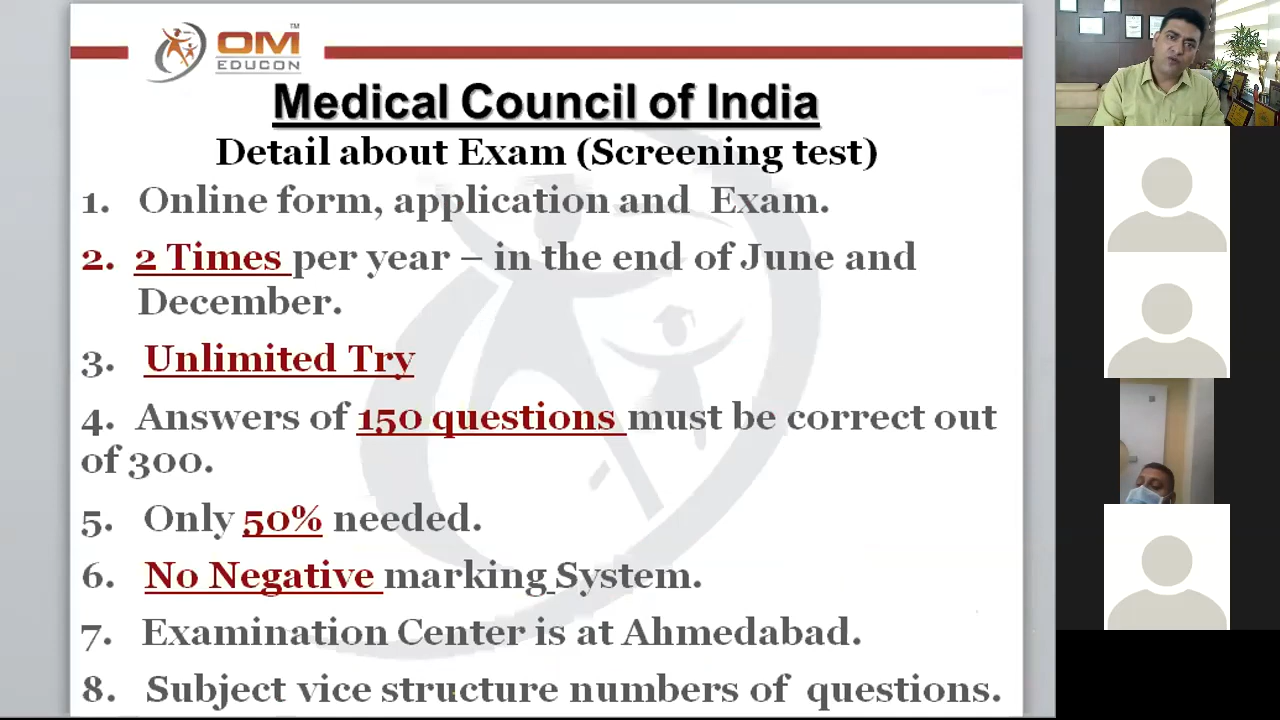 OM
EDUCON
TM
Medical Council of India
Detail about Exam (Screening test)
1. Online form, application and Exam.
2. 2 Times per year – in the end of June and
December.
3. Unlimited Try
4. Answers of 150 questions must be correct out
of 300.
5. Only 50% needed.
6. No Negative marking System.
7. Examination Center is at Ahmedabad.
8. Subject vice structure numbers of questions.